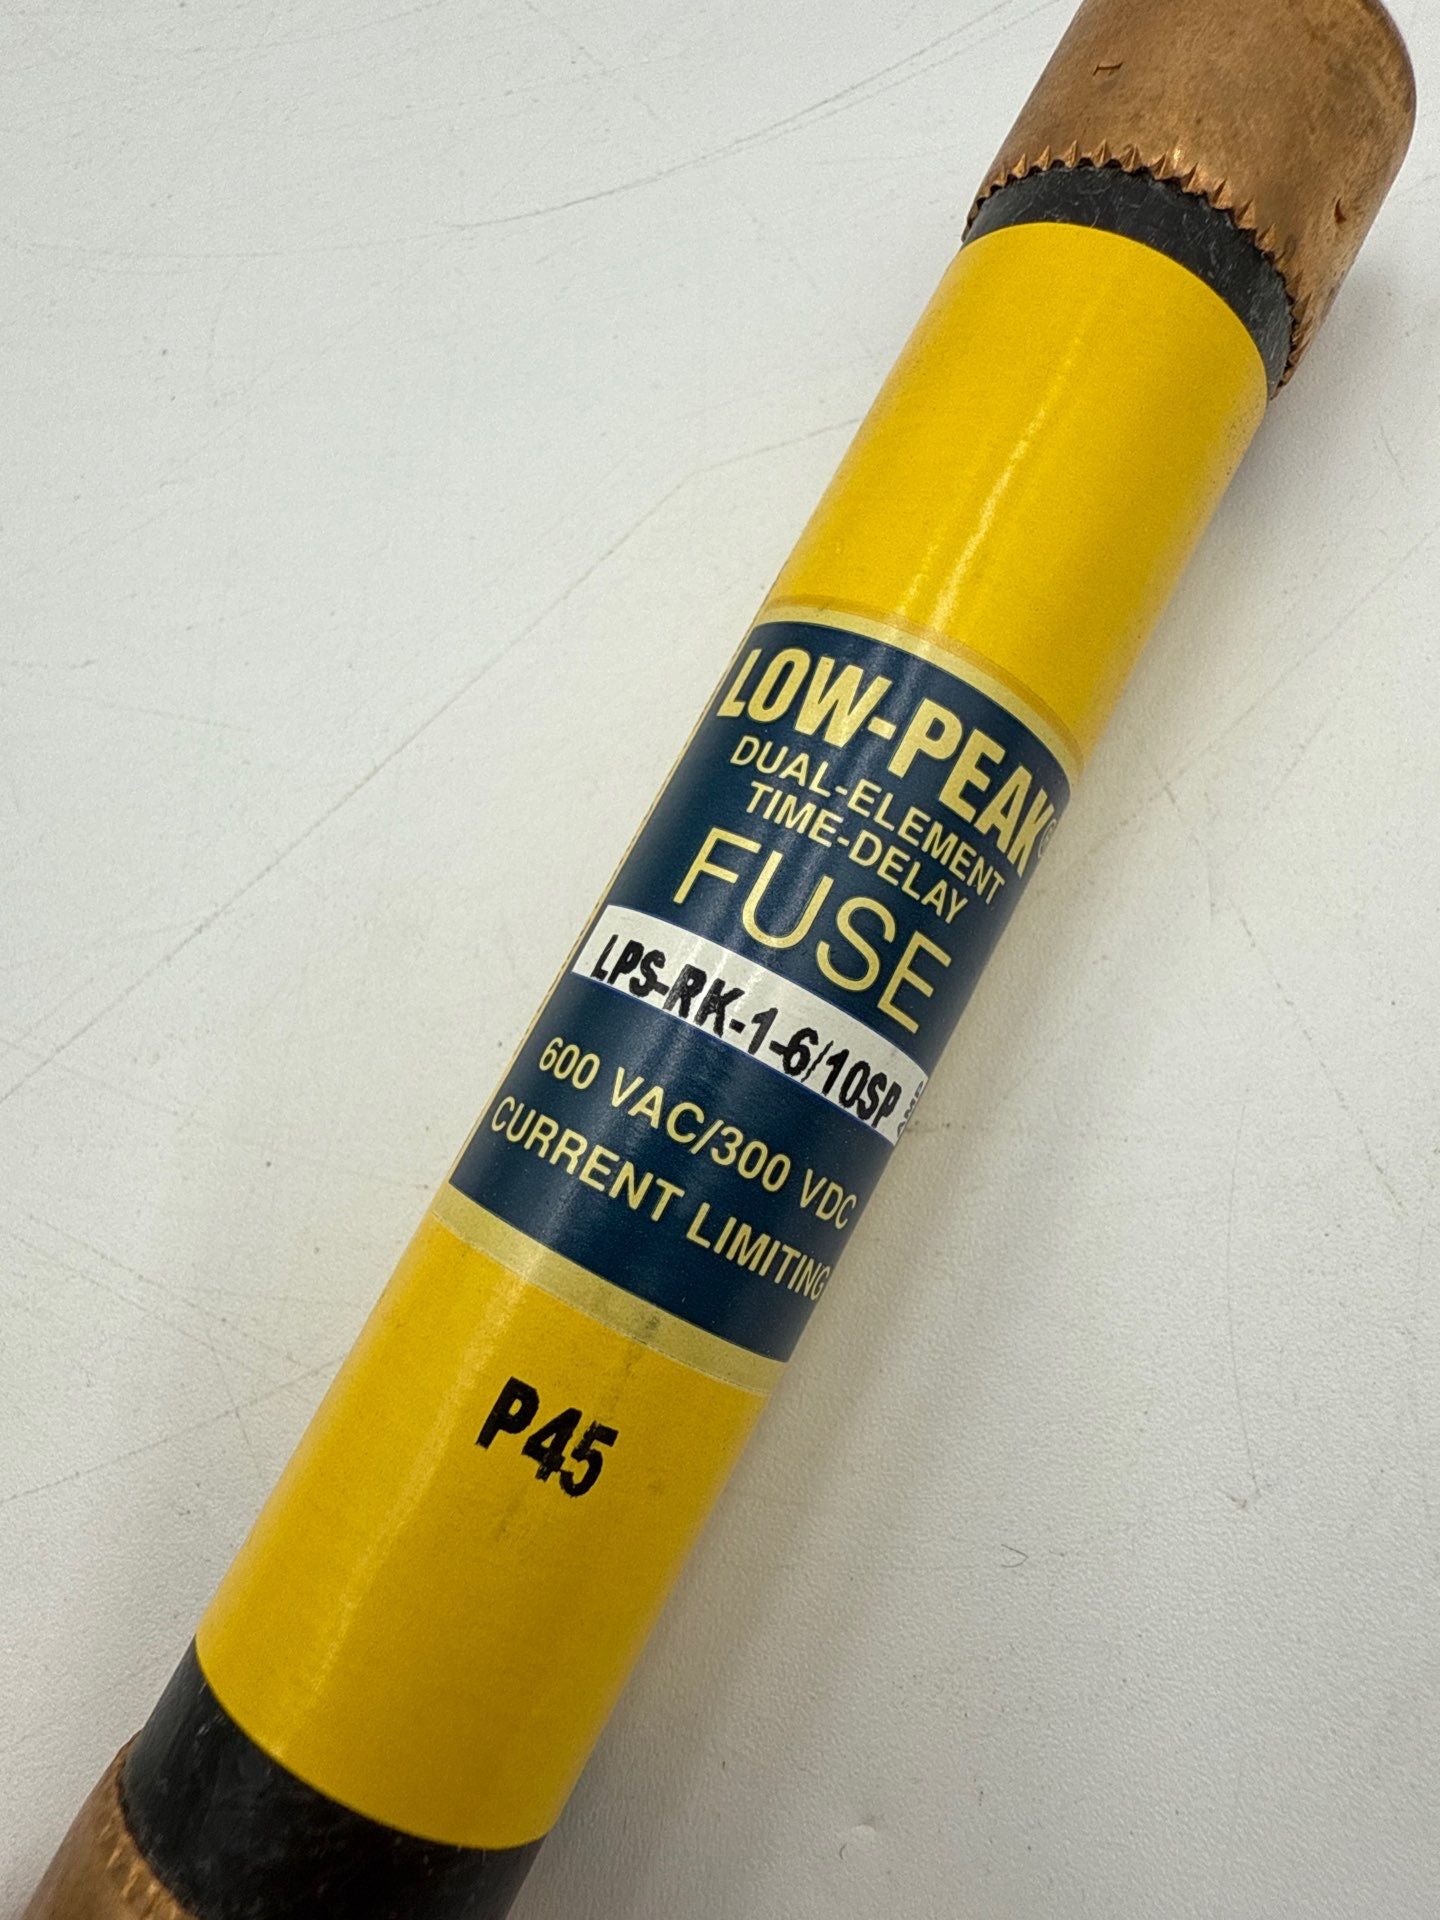 LOW-PEAK®
DUAL-ELEMENT
TIME-DELAY
FUSE
LPS-RK-1-6/10SP AMP
600 VAC/300 VDC
CURRENT LIMITING
P45